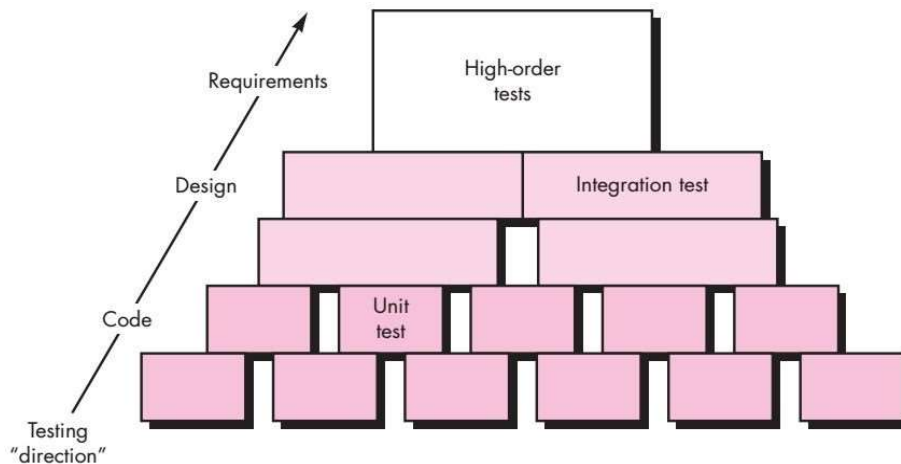 High-order
tests
Requirements
Design
Integration test
Unit
test
Code
Testing
“direction”